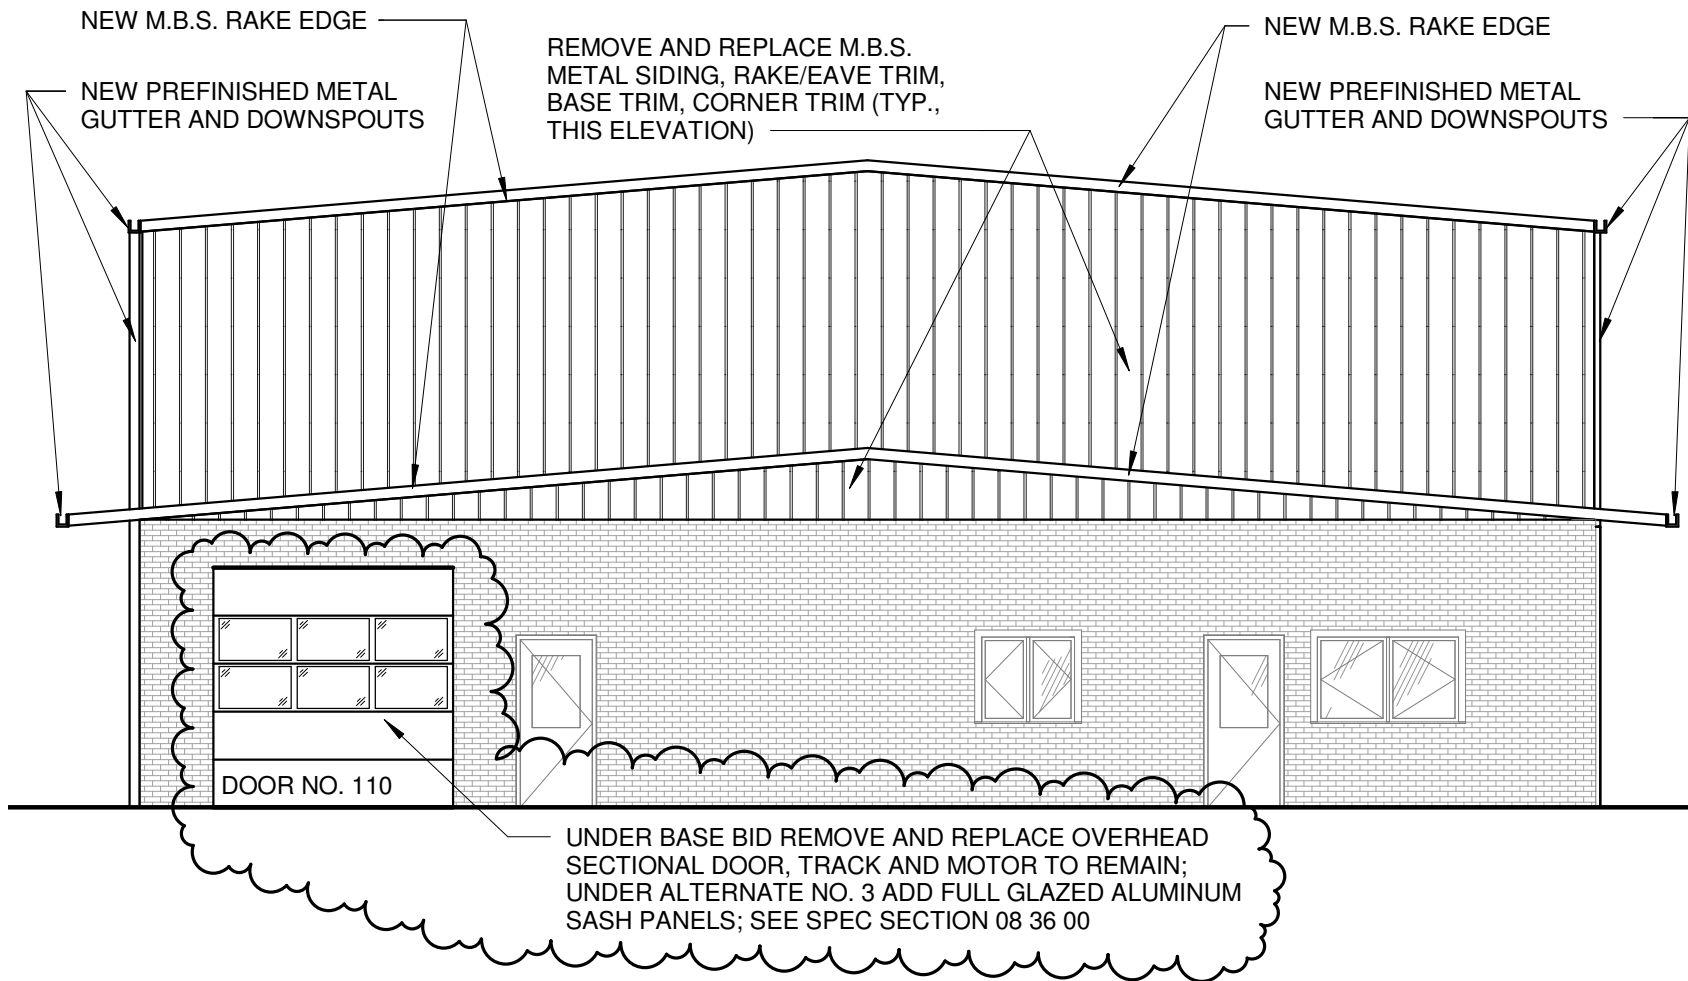 NEW M.B.S. RAKE EDGE
NEW PREFINISHED METAL
GUTTER AND DOWNSPOUTS
REMOVE AND REPLACE M.B.S.
METAL SIDING, RAKE/EAVE TRIM,
BASE TRIM, CORNER TRIM (TYP.,
THIS ELEVATION)
NEW M.B.S. RAKE EDGE
NEW PREFINISHED METAL
GUTTER AND DOWNSPOUTS
DOOR NO. 110
UNDER BASE BID REMOVE AND REPLACE OVERHEAD
SECTIONAL DOOR, TRACK AND MOTOR TO REMAIN;
UNDER ALTERNATE NO. 3 ADD FULL GLAZED ALUMINUM
SASH PANELS; SEE SPEC SECTION 08 36 00